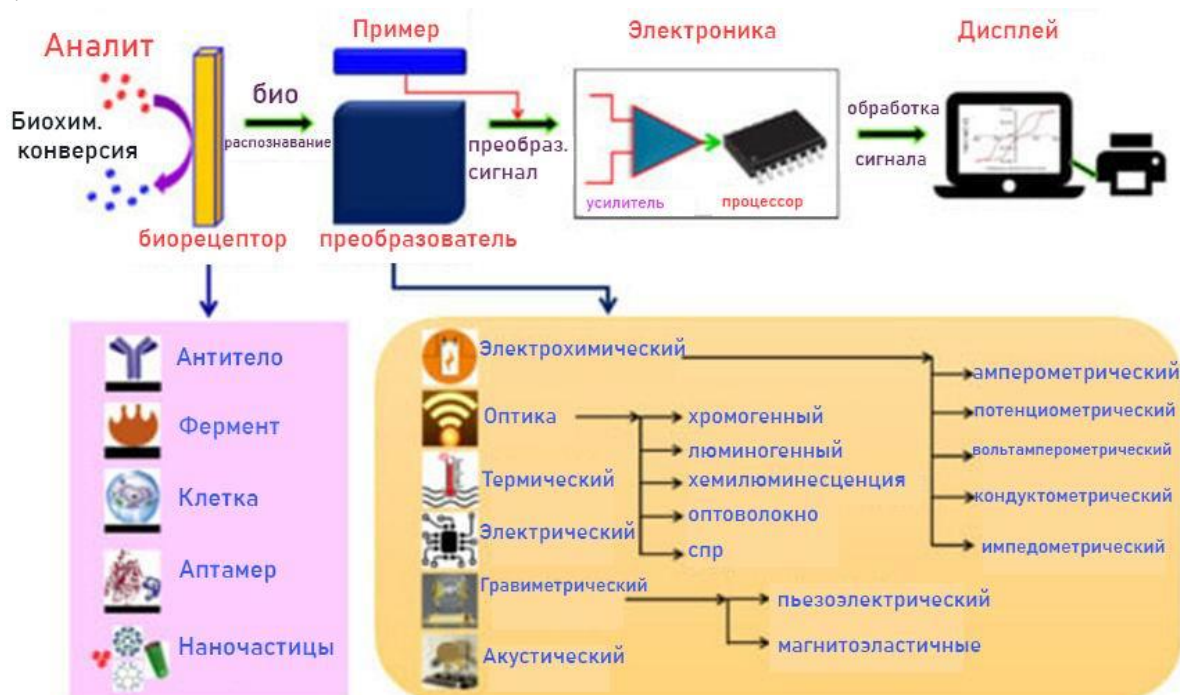 Аналит
Пример
Электроника
Дисплей
Биохим.
конверсия
био
распознавание
преобраз.
сигнал
усилитель
процессор
обработка
сигнала
биорецептор
преобразователь
Антитело
Фермент
Клетка
Аптамер
Наночастицы
Электрохимический
Оптика
Термический
Электрический
Гравиметрический
Акустический
хромогенный
люминогенный
хемилюминесценция
оптоволокно
спр
пьезоэлектрический
магнитоэластичные
амперометрический
потенциометрический
вольтамперометрический
кондуктометрический
импедометрический